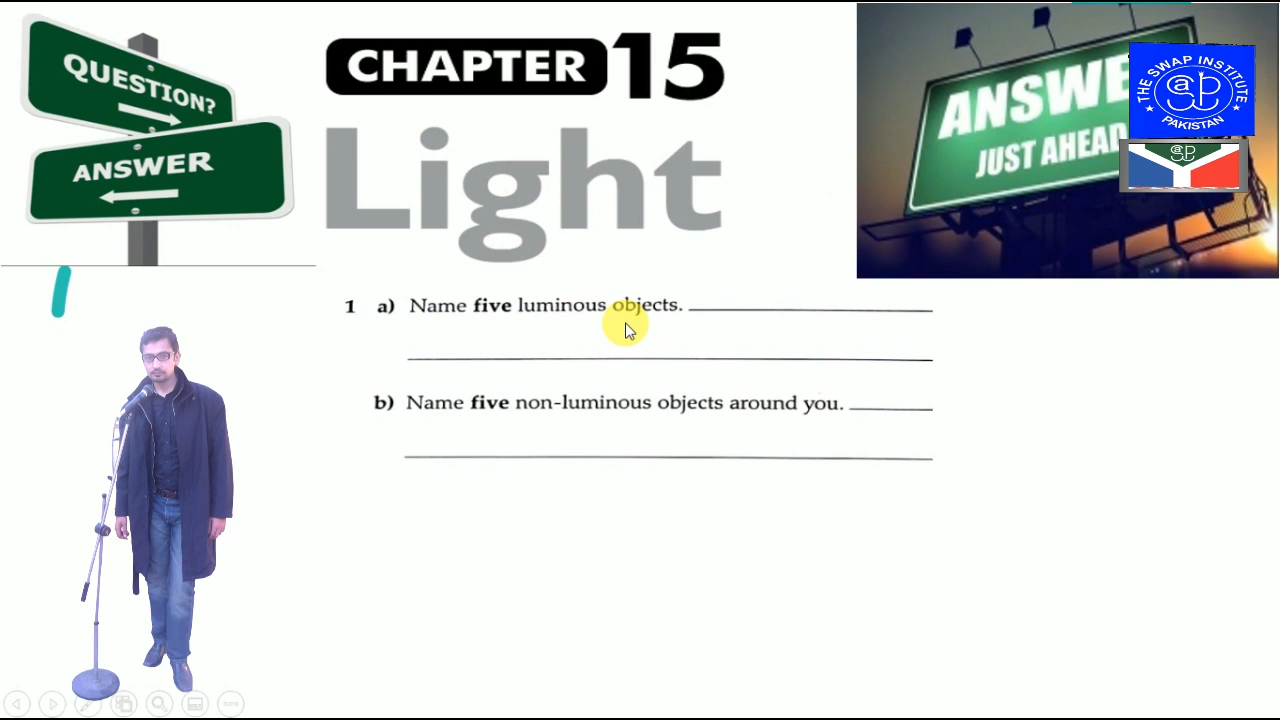 QUESTION?
ANSWER
CHAPTER 15
Light
ANSWE
JUST AHEAD
THE SWAP INSTITUTE
PAKISTAN
1 a) Name five luminous objects.
b) Name five non-luminous objects around you.